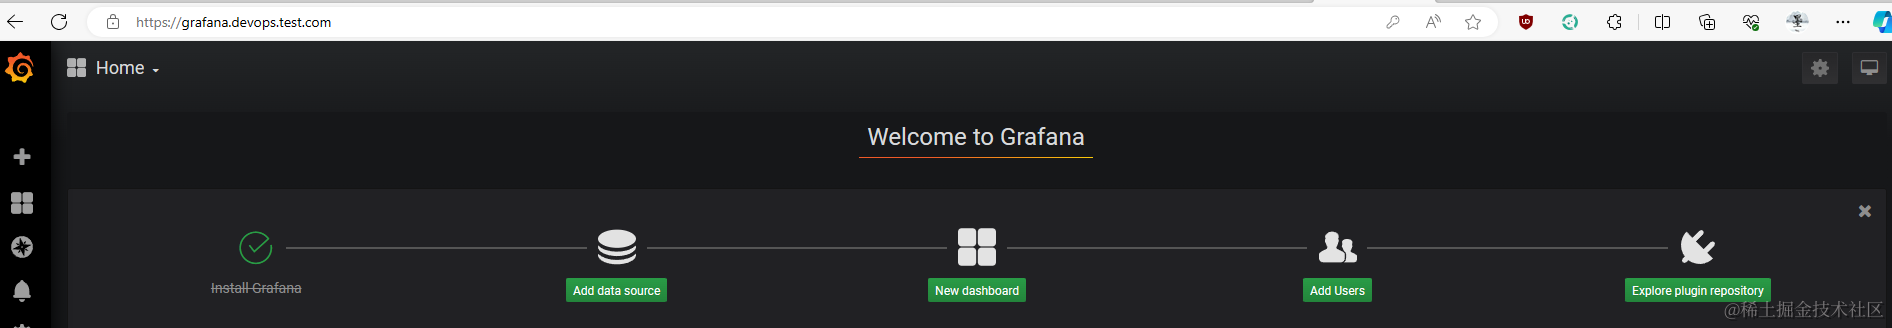 https://grafana.devops.test.com
Home
Welcome to Grafana
Install Grafana
Add data source
New dashboard
Add Users
Explore plugin repository
@稀土掘金技术社区